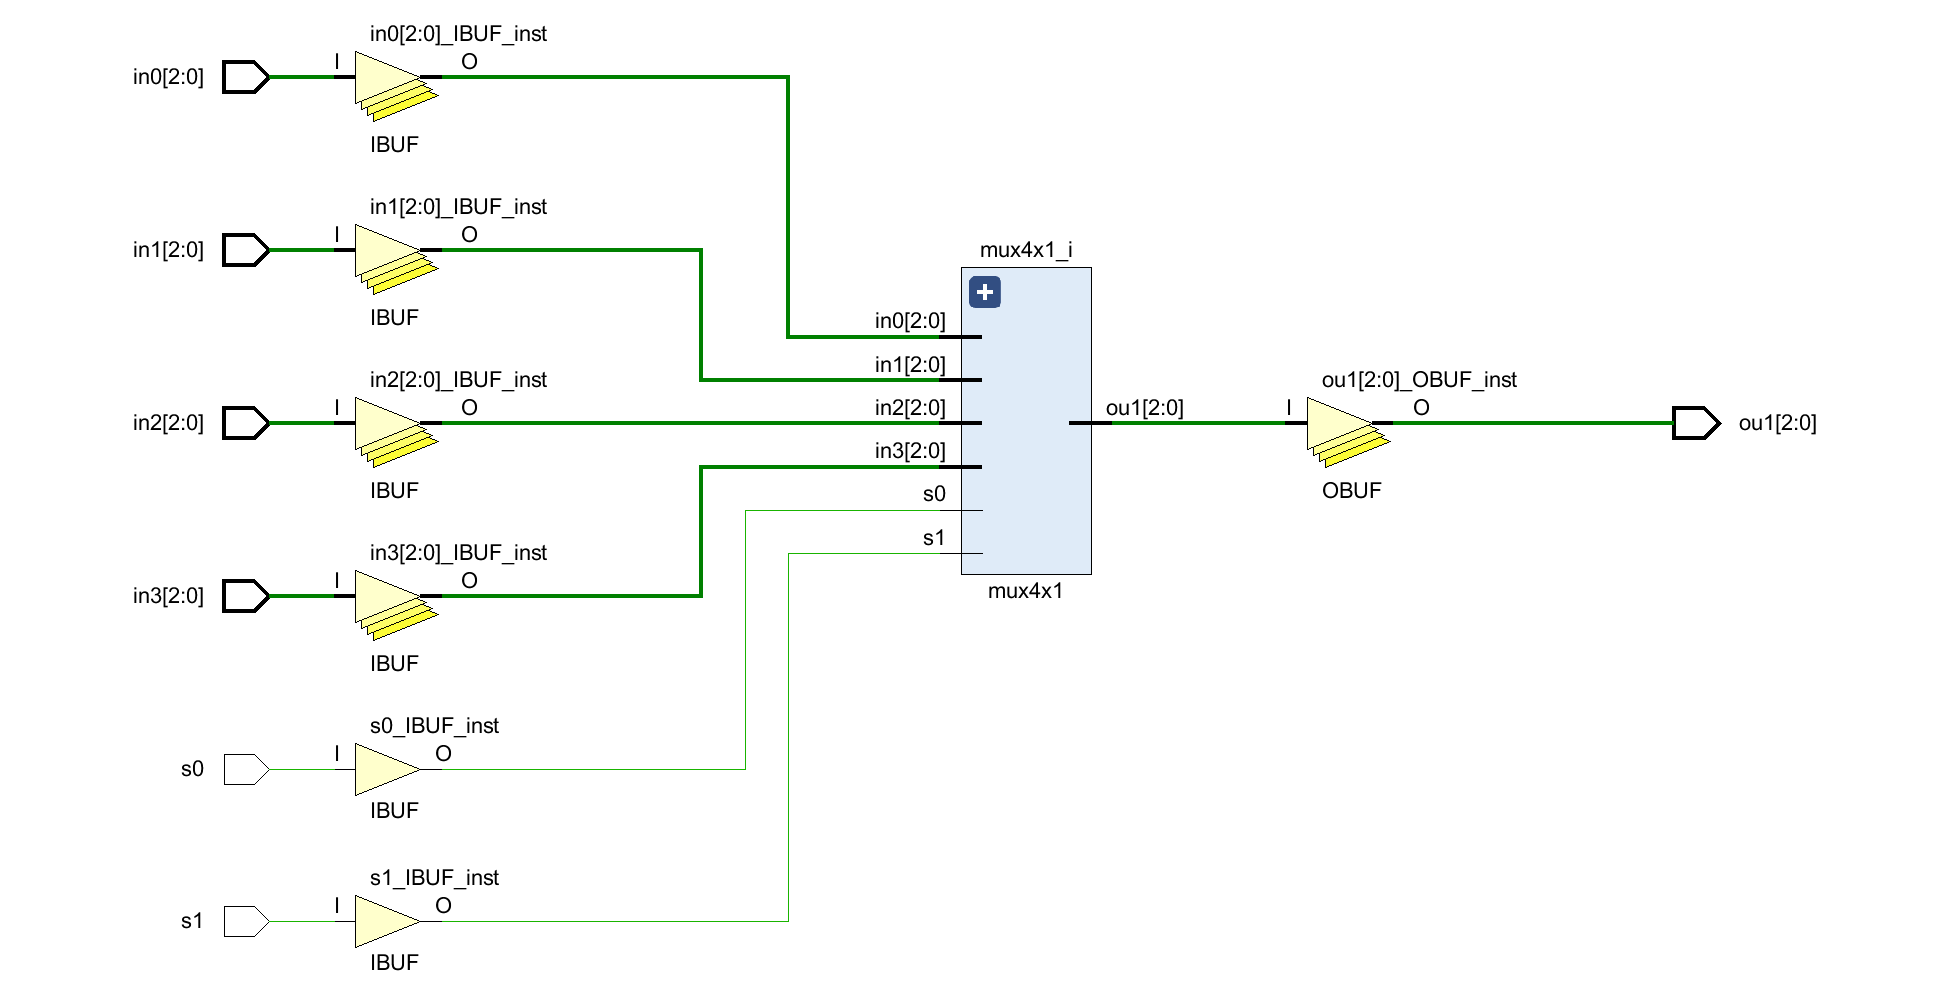 in0[2:0]_IBUF_inst
I
O
in0[2:0]
IBUF
in1[2:0]_IBUF_inst
I
O
in1[2:0]
IBUF
in2[2:0]_IBUF_inst
I
O
in2[2:0]
IBUF
in3[2:0]_IBUF_inst
I
O
in3[2:0]
IBUF
s0_IBUF_inst
I
O
s0
IBUF
s1_IBUF_inst
I
O
s1
IBUF
mux4x1_i
in0[2:0]
in1[2:0]
in2[2:0]
in3[2:0]
s0
s1
ou1[2:0]
mux4x1
ou1[2:0]_OBUF_inst
I
O
OBUF
ou1[2:0]